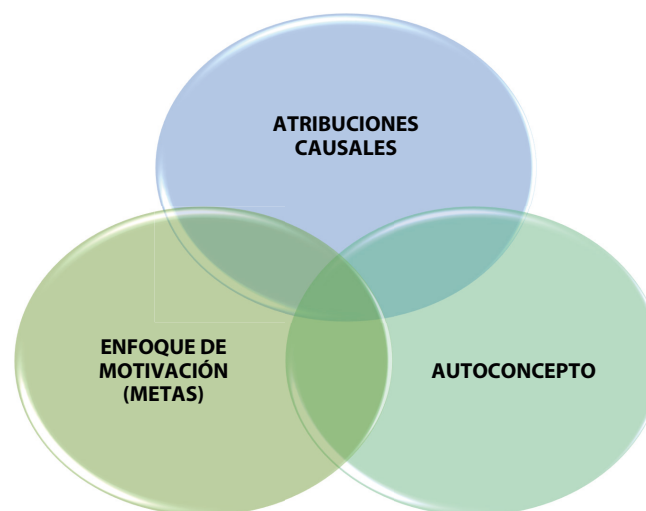 ATRIBUCIONES
CAUSALES
ENFOQUE DE
MOTIVACIÓN
(METAS)
AUTOCONCEPTO